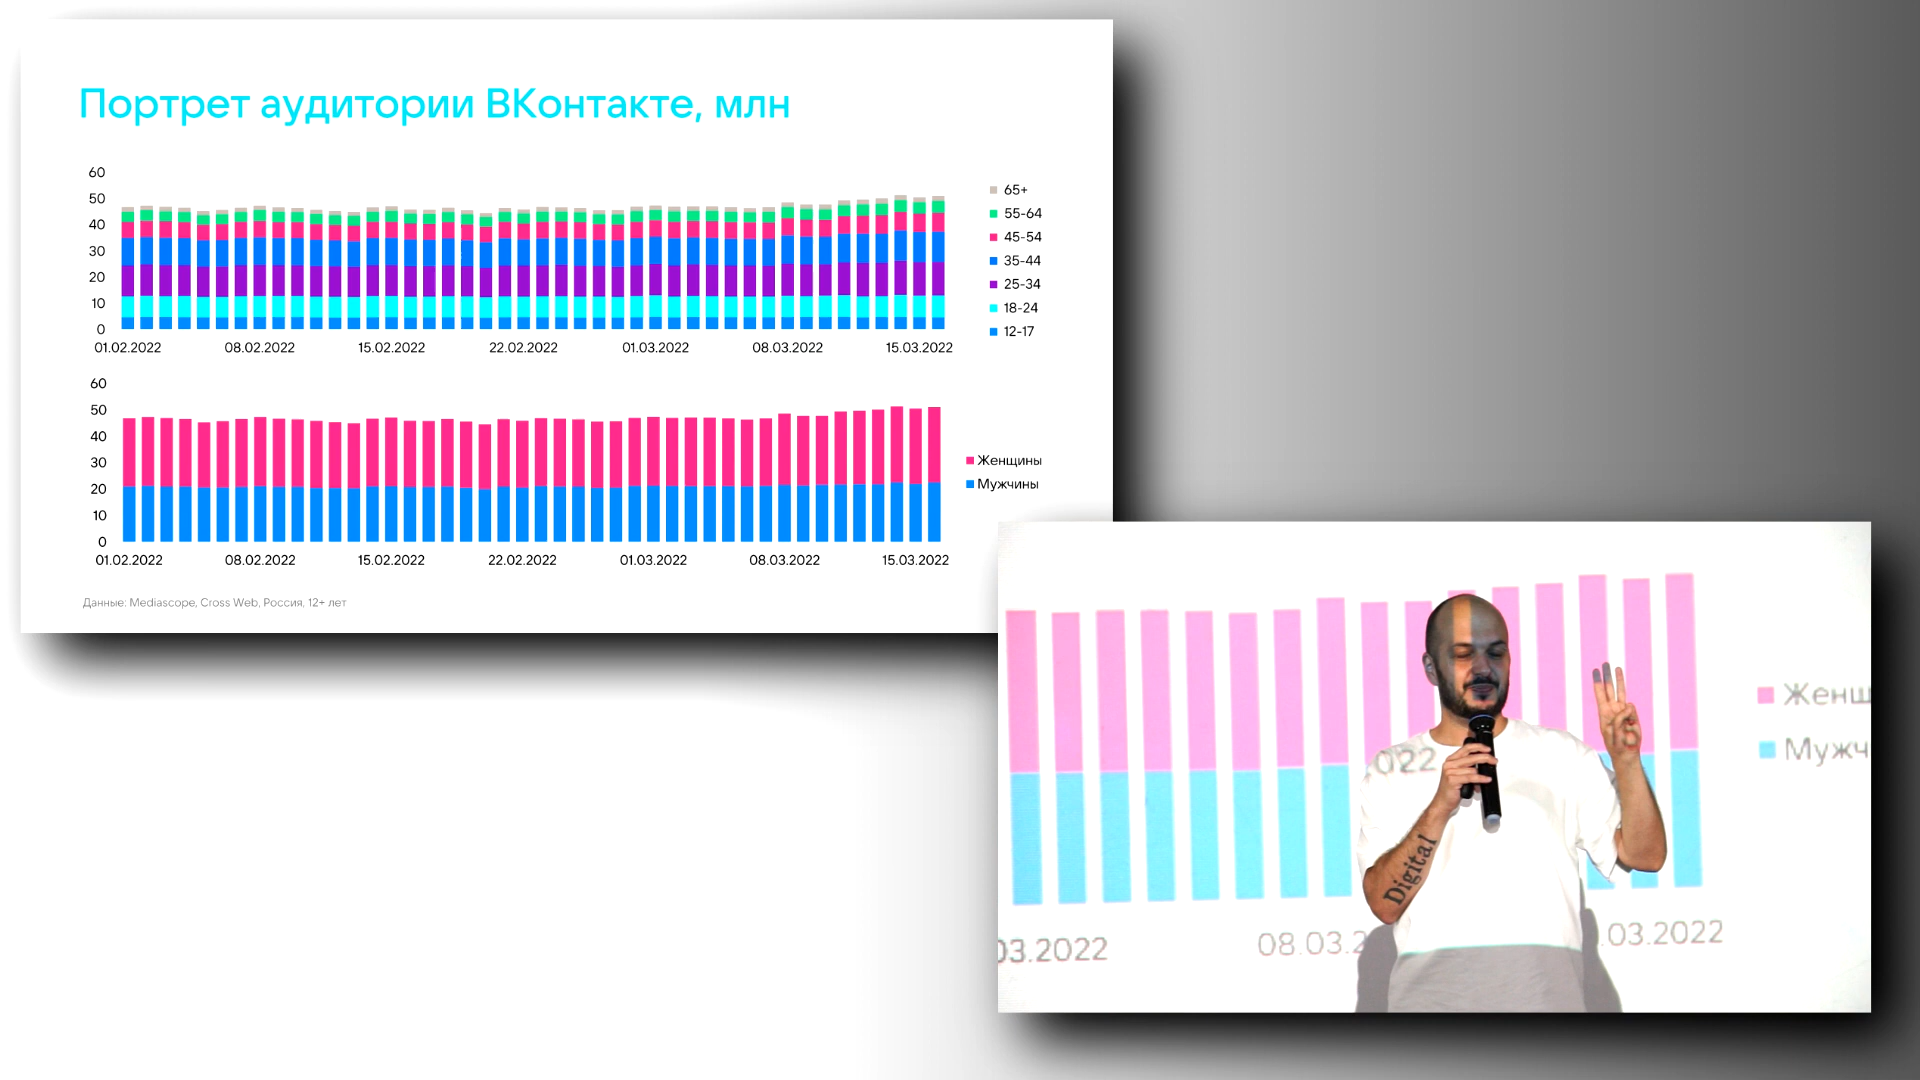 Портрет аудитории ВКонтакте, млн
60
50
40
30
20
10
0
01.02.2022 08.02.2022 15.02.2022 22.02.2022 01.03.2022 08.03.2022 15.03.2022
65+
55-64
45-54
35-44
25-34
18-24
12-17
60
50
40
30
20
10
0
01.02.2022 08.02.2022 15.02.2022 22.02.2022 01.03.2022 08.03.2022 15.03.2022
Женщины
Мужчины
Данные: Mediascope, Cross Web, Россия, 12+ лет
Женщ
Мужч
022
Digital
03.2022 08.03.2 .03.2022